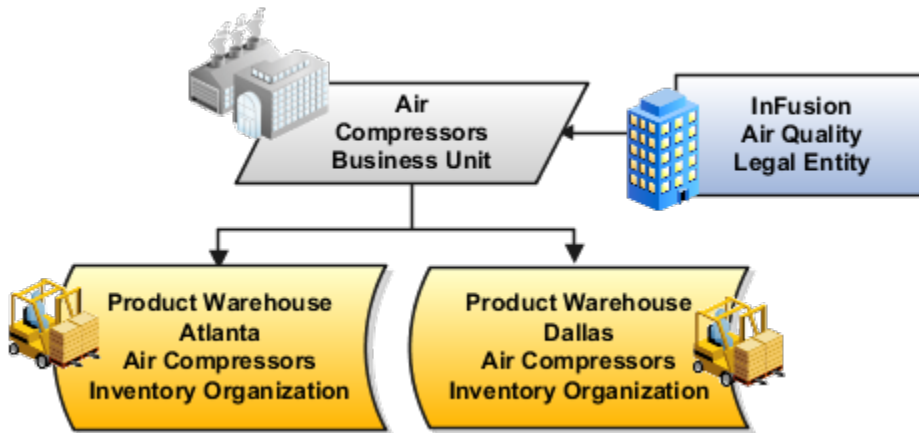 Air
Compressors
Business Unit
InFusion
Air Quality
Legal Entity
Product Warehouse
Atlanta
Air Compressors
Inventory Organization
Product Warehouse
Dallas
Air Compressors
Inventory Organization